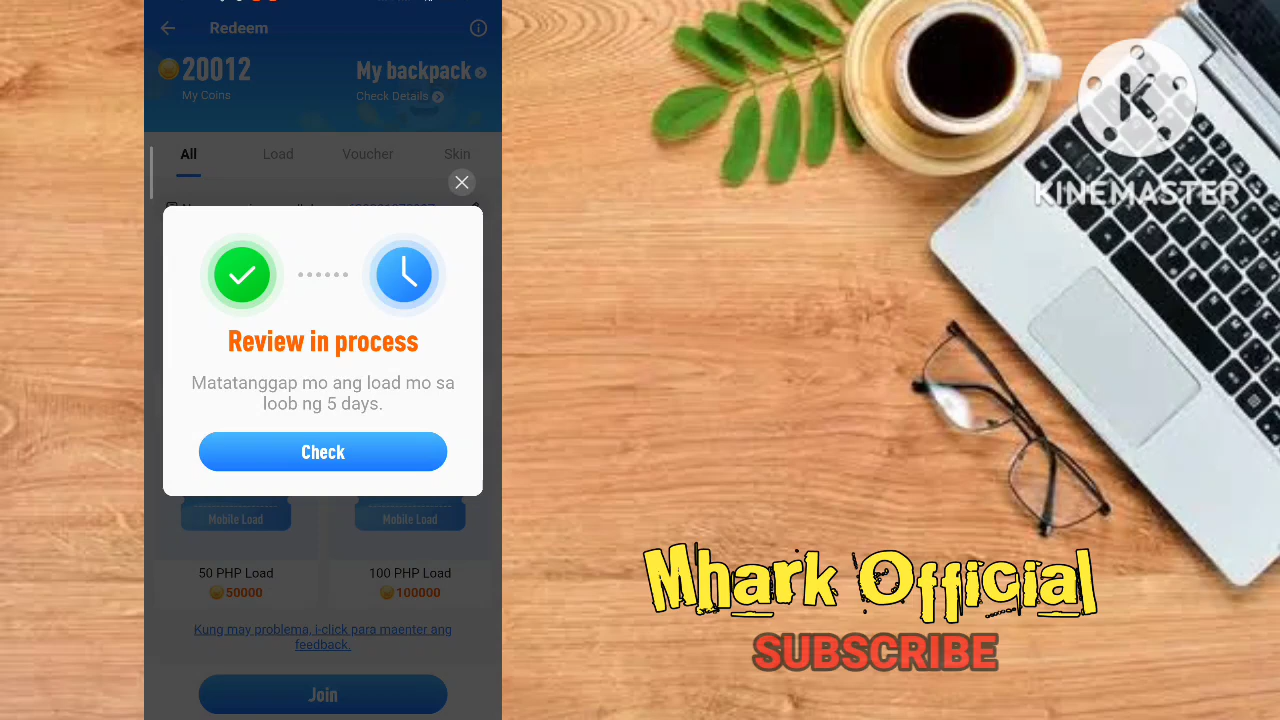 Redeem
20012
My Coins
My backpack
Check Details
All
Load
Voucher
Skin
Review in process
Matatanggap mo ang load mo sa
loob ng 5 days.
Check
Mobile Load
Mobile Load
50 PHP Load
100 PHP Load
50000
100000
Kung may problema, i-click para maenter ang
feedback.
Join
K
KINEMASTER
Mhark Official
SUBSCRIBE